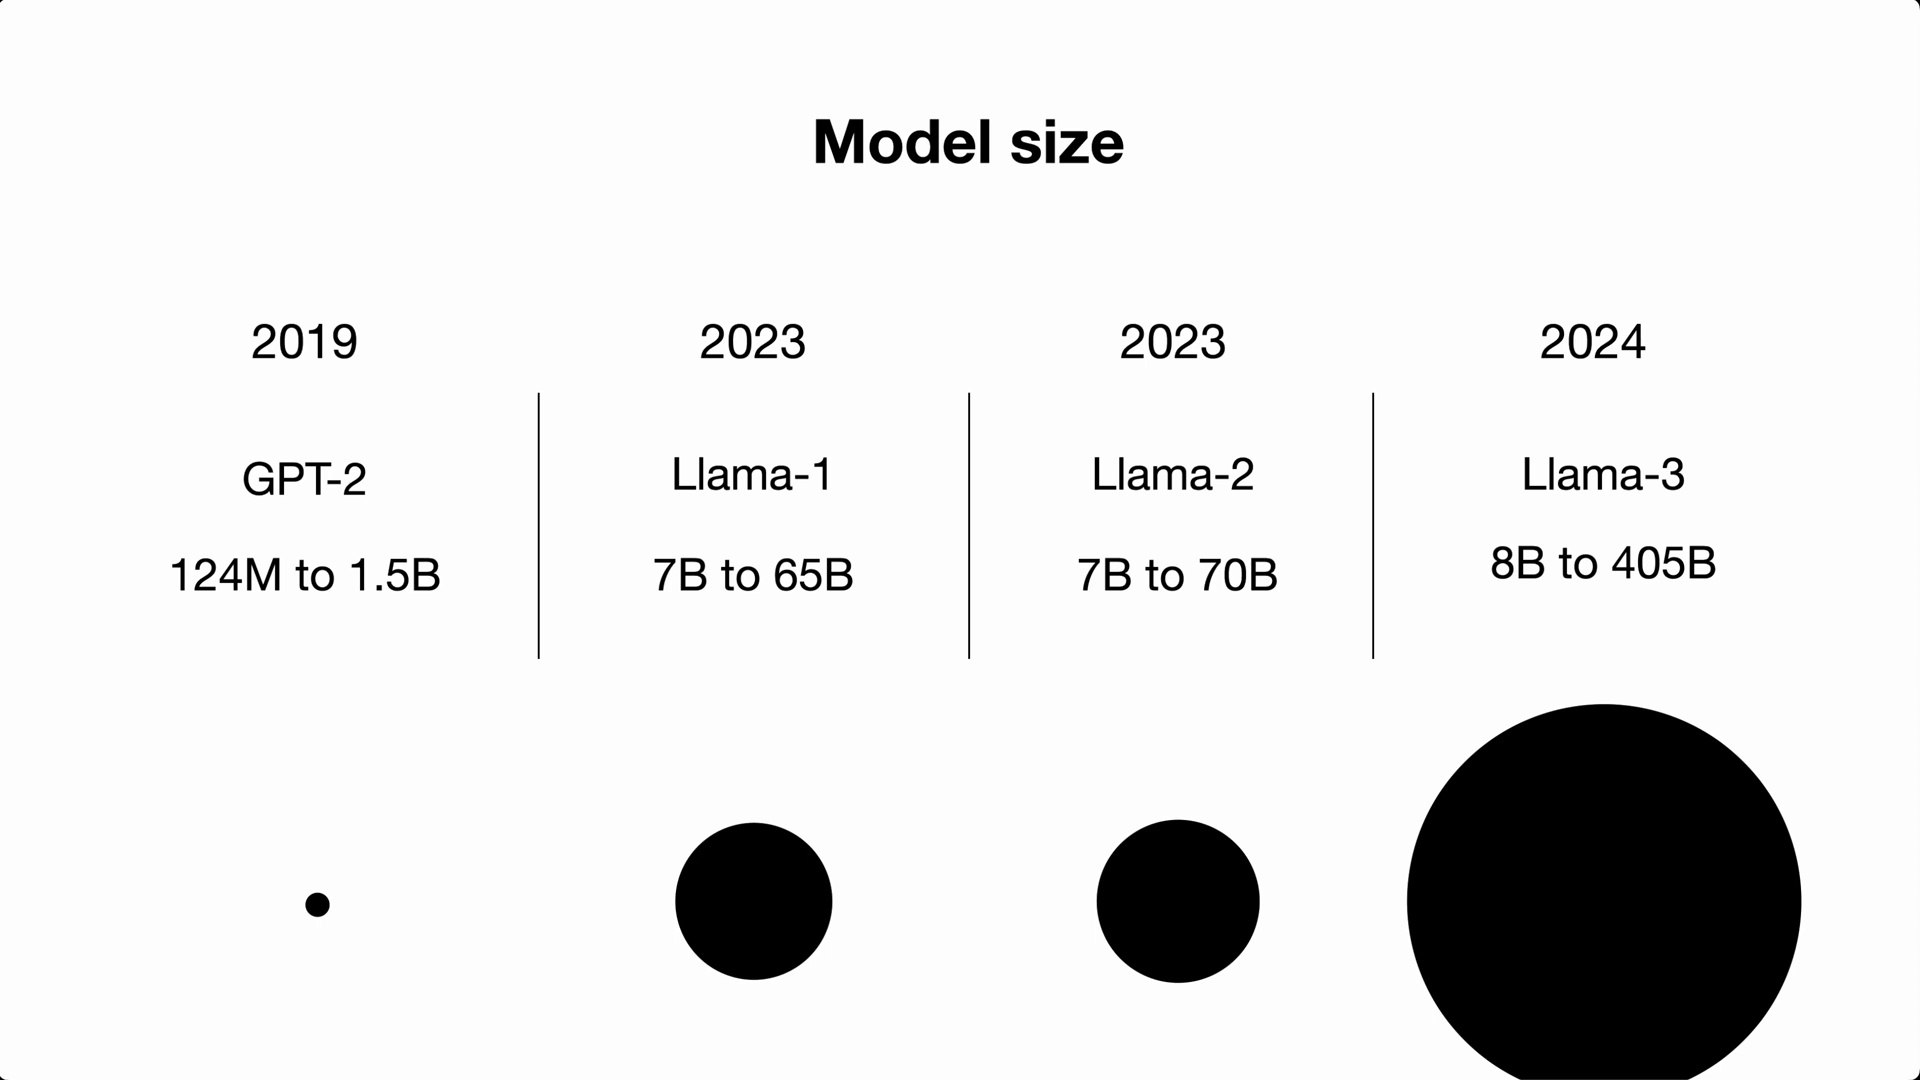 Model size
2019
2023
2023
2024
GPT-2
Llama-1
Llama-2
Llama-3
124M to 1.5B
7B to 65B
7B to 70B
8B to 405B